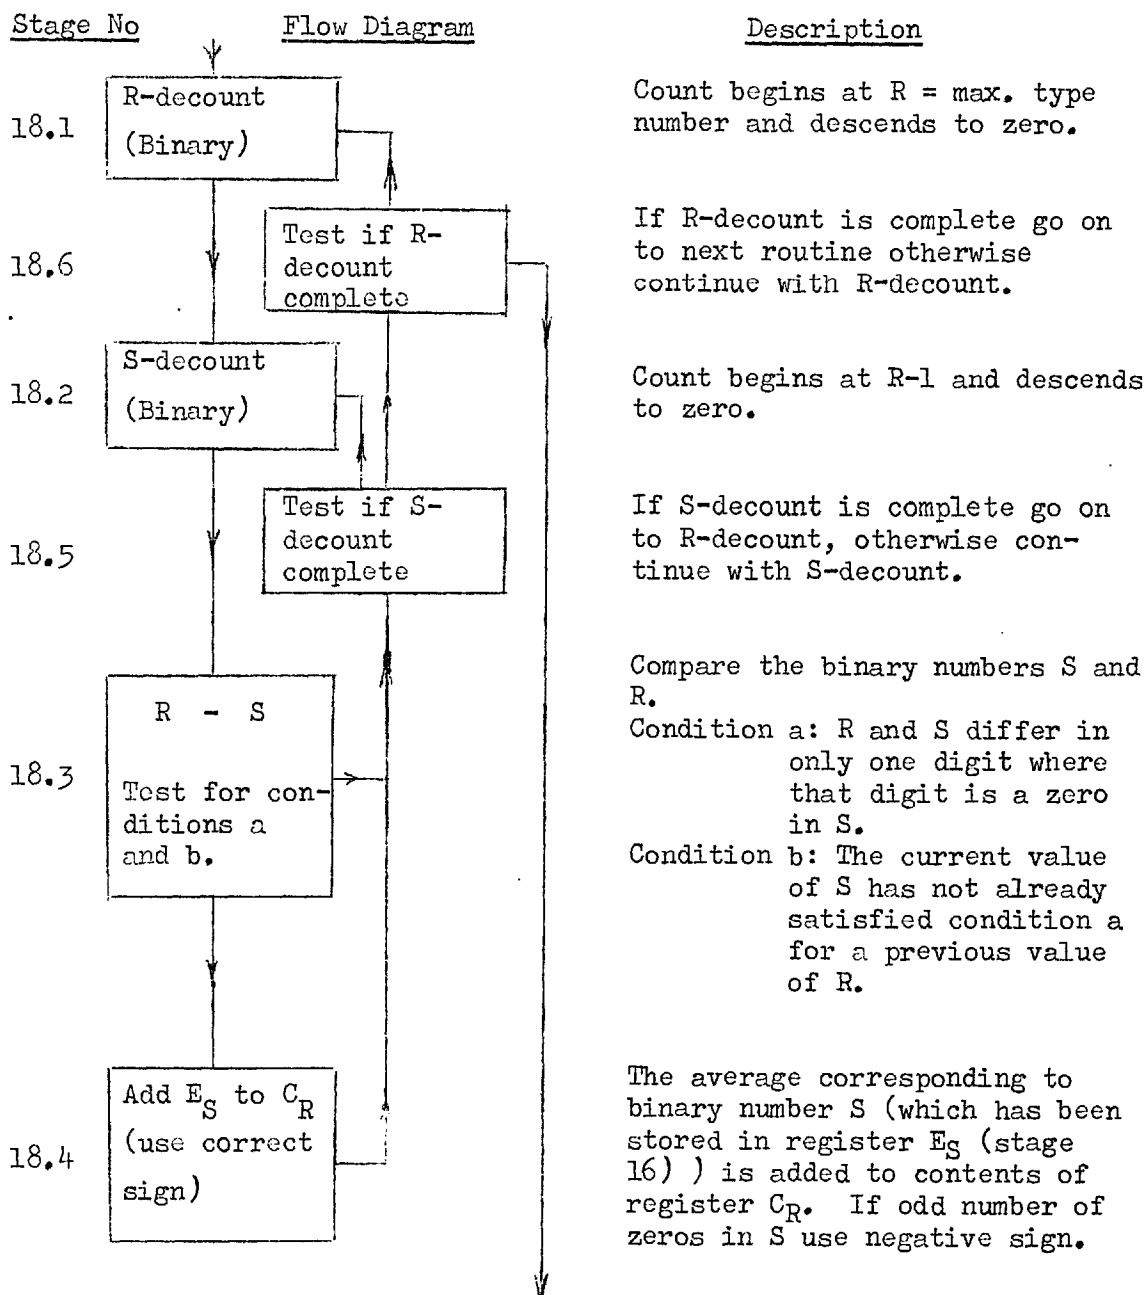 Stage No Flow Diagram Description
18.1
R-decount
(Binary)
Count begins at R = max. type
number and descends to zero.
18.6
Test if R-
decount
complete
If R-decount is complete go on
to next routine otherwise
continue with R-decount.
18.2
S-decount
(Binary)
Count begins at R-1 and descends
to zero.
18.5
Test if S-
decount
complete
If S-decount is complete go on
to R-decount, otherwise con-
tinue with S-decount.
18.3
R - S
Test for con-
ditions a
and b.
Compare the binary numbers S and
R.
Condition a: R and S differ in
only one digit where
that digit is a zero
in S.
Condition b: The current value
of S has not already
satisfied condition a
for a previous value
of R.
18.4
Add E_S to C_R
(use correct
sign)
The average corresponding to
binary number S (which has been
stored in register E_S (stage
16) ) is added to contents of
register C_R. If odd number of
zeros in S use negative sign.